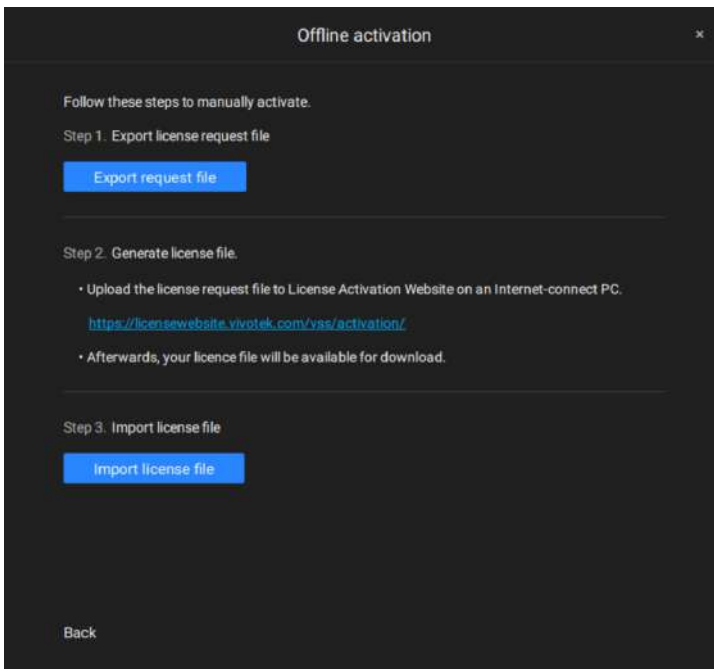 Offline activation
×
Follow these steps to manually activate.
Step 1. Export license request file
Export request file
Step 2. Generate license file.
• Upload the license request file to License Activation Website on an Internet-connect PC.
https://licensewebsite.vivotek.com/vss/activation/
• Afterwards, your licence file will be available for download.
Step 3. Import license file
Import license file
Back